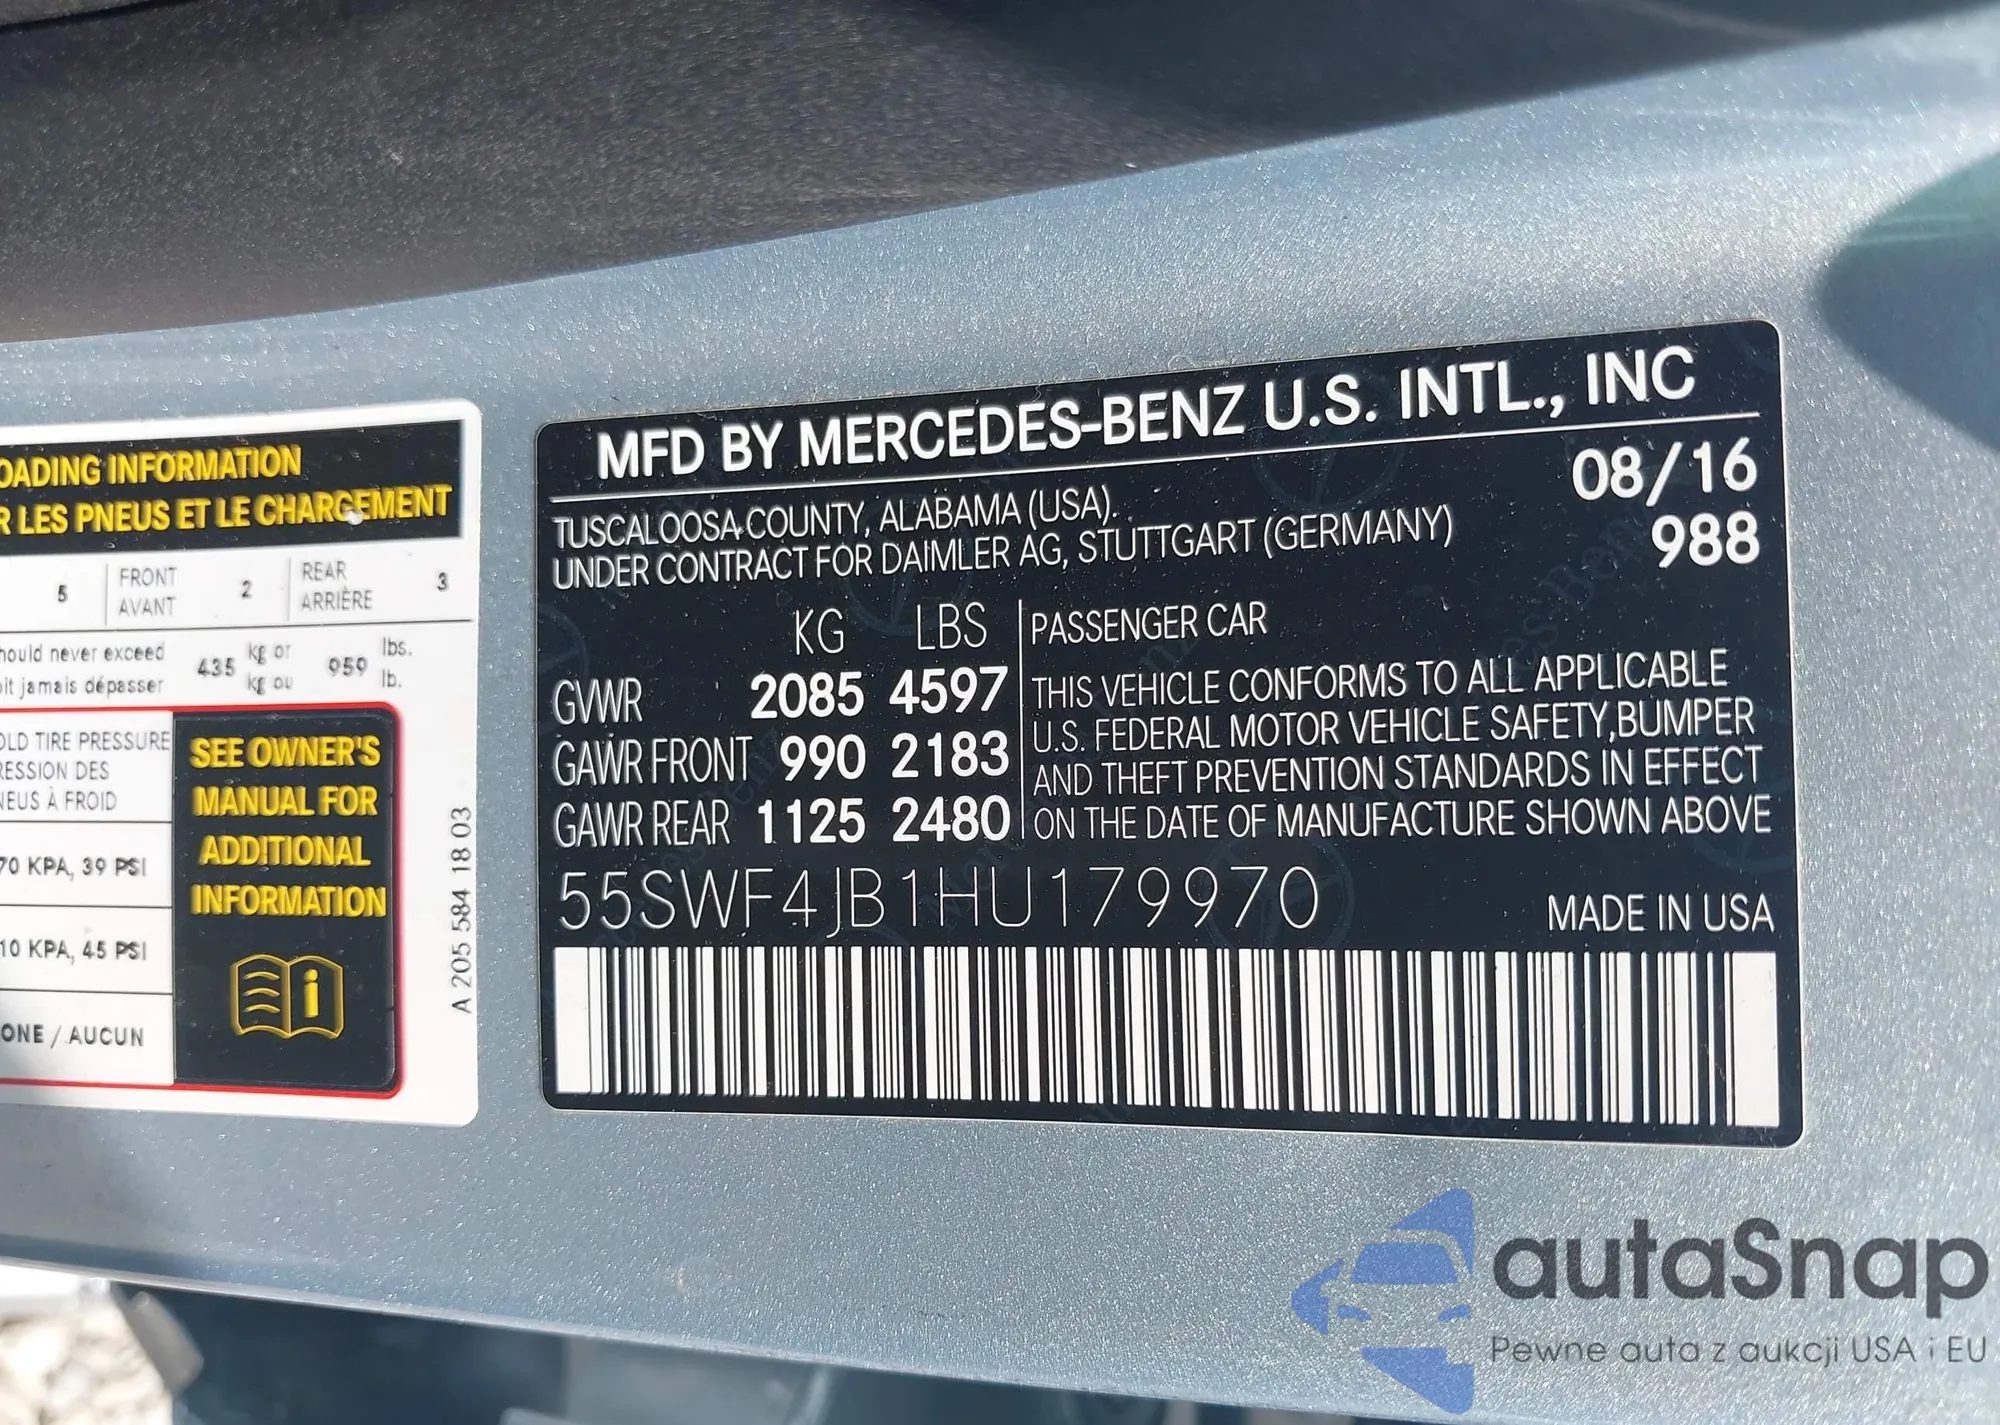 OADING INFORMATION
R LES PNEUS ET LE CHARGEMENT
5 FRONT 2 REAR 3
AVANT ARRIÈRE
hould never exceed 435 kg or 959 lbs.
oit jamais dépasser kg ou lb.
OLD TIRE PRESSURE
RESSION DES
NEUS À FROID
70 KPA, 39 PSI
10 KPA, 45 PSI
ONE / AUCUN
SEE OWNER'S
MANUAL FOR
ADDITIONAL
INFORMATION
i
A 205 584 18 03
MFD BY MERCEDES-BENZ U.S. INTL., INC
TUSCALOOSA COUNTY, ALABAMA (USA). 08/16
UNDER CONTRACT FOR DAIMLER AG, STUTTGART (GERMANY) 988
KG LBS
GVWR 2085 4597
GAWR FRONT 990 2183
GAWR REAR 1125 2480
PASSENGER CAR
THIS VEHICLE CONFORMS TO ALL APPLICABLE
U.S. FEDERAL MOTOR VEHICLE SAFETY,BUMPER
AND THEFT PREVENTION STANDARDS IN EFFECT
ON THE DATE OF MANUFACTURE SHOWN ABOVE
55SWF4JB1HU179970 MADE IN USA
autaSnap
Pewne auta z aukcji USA i EU